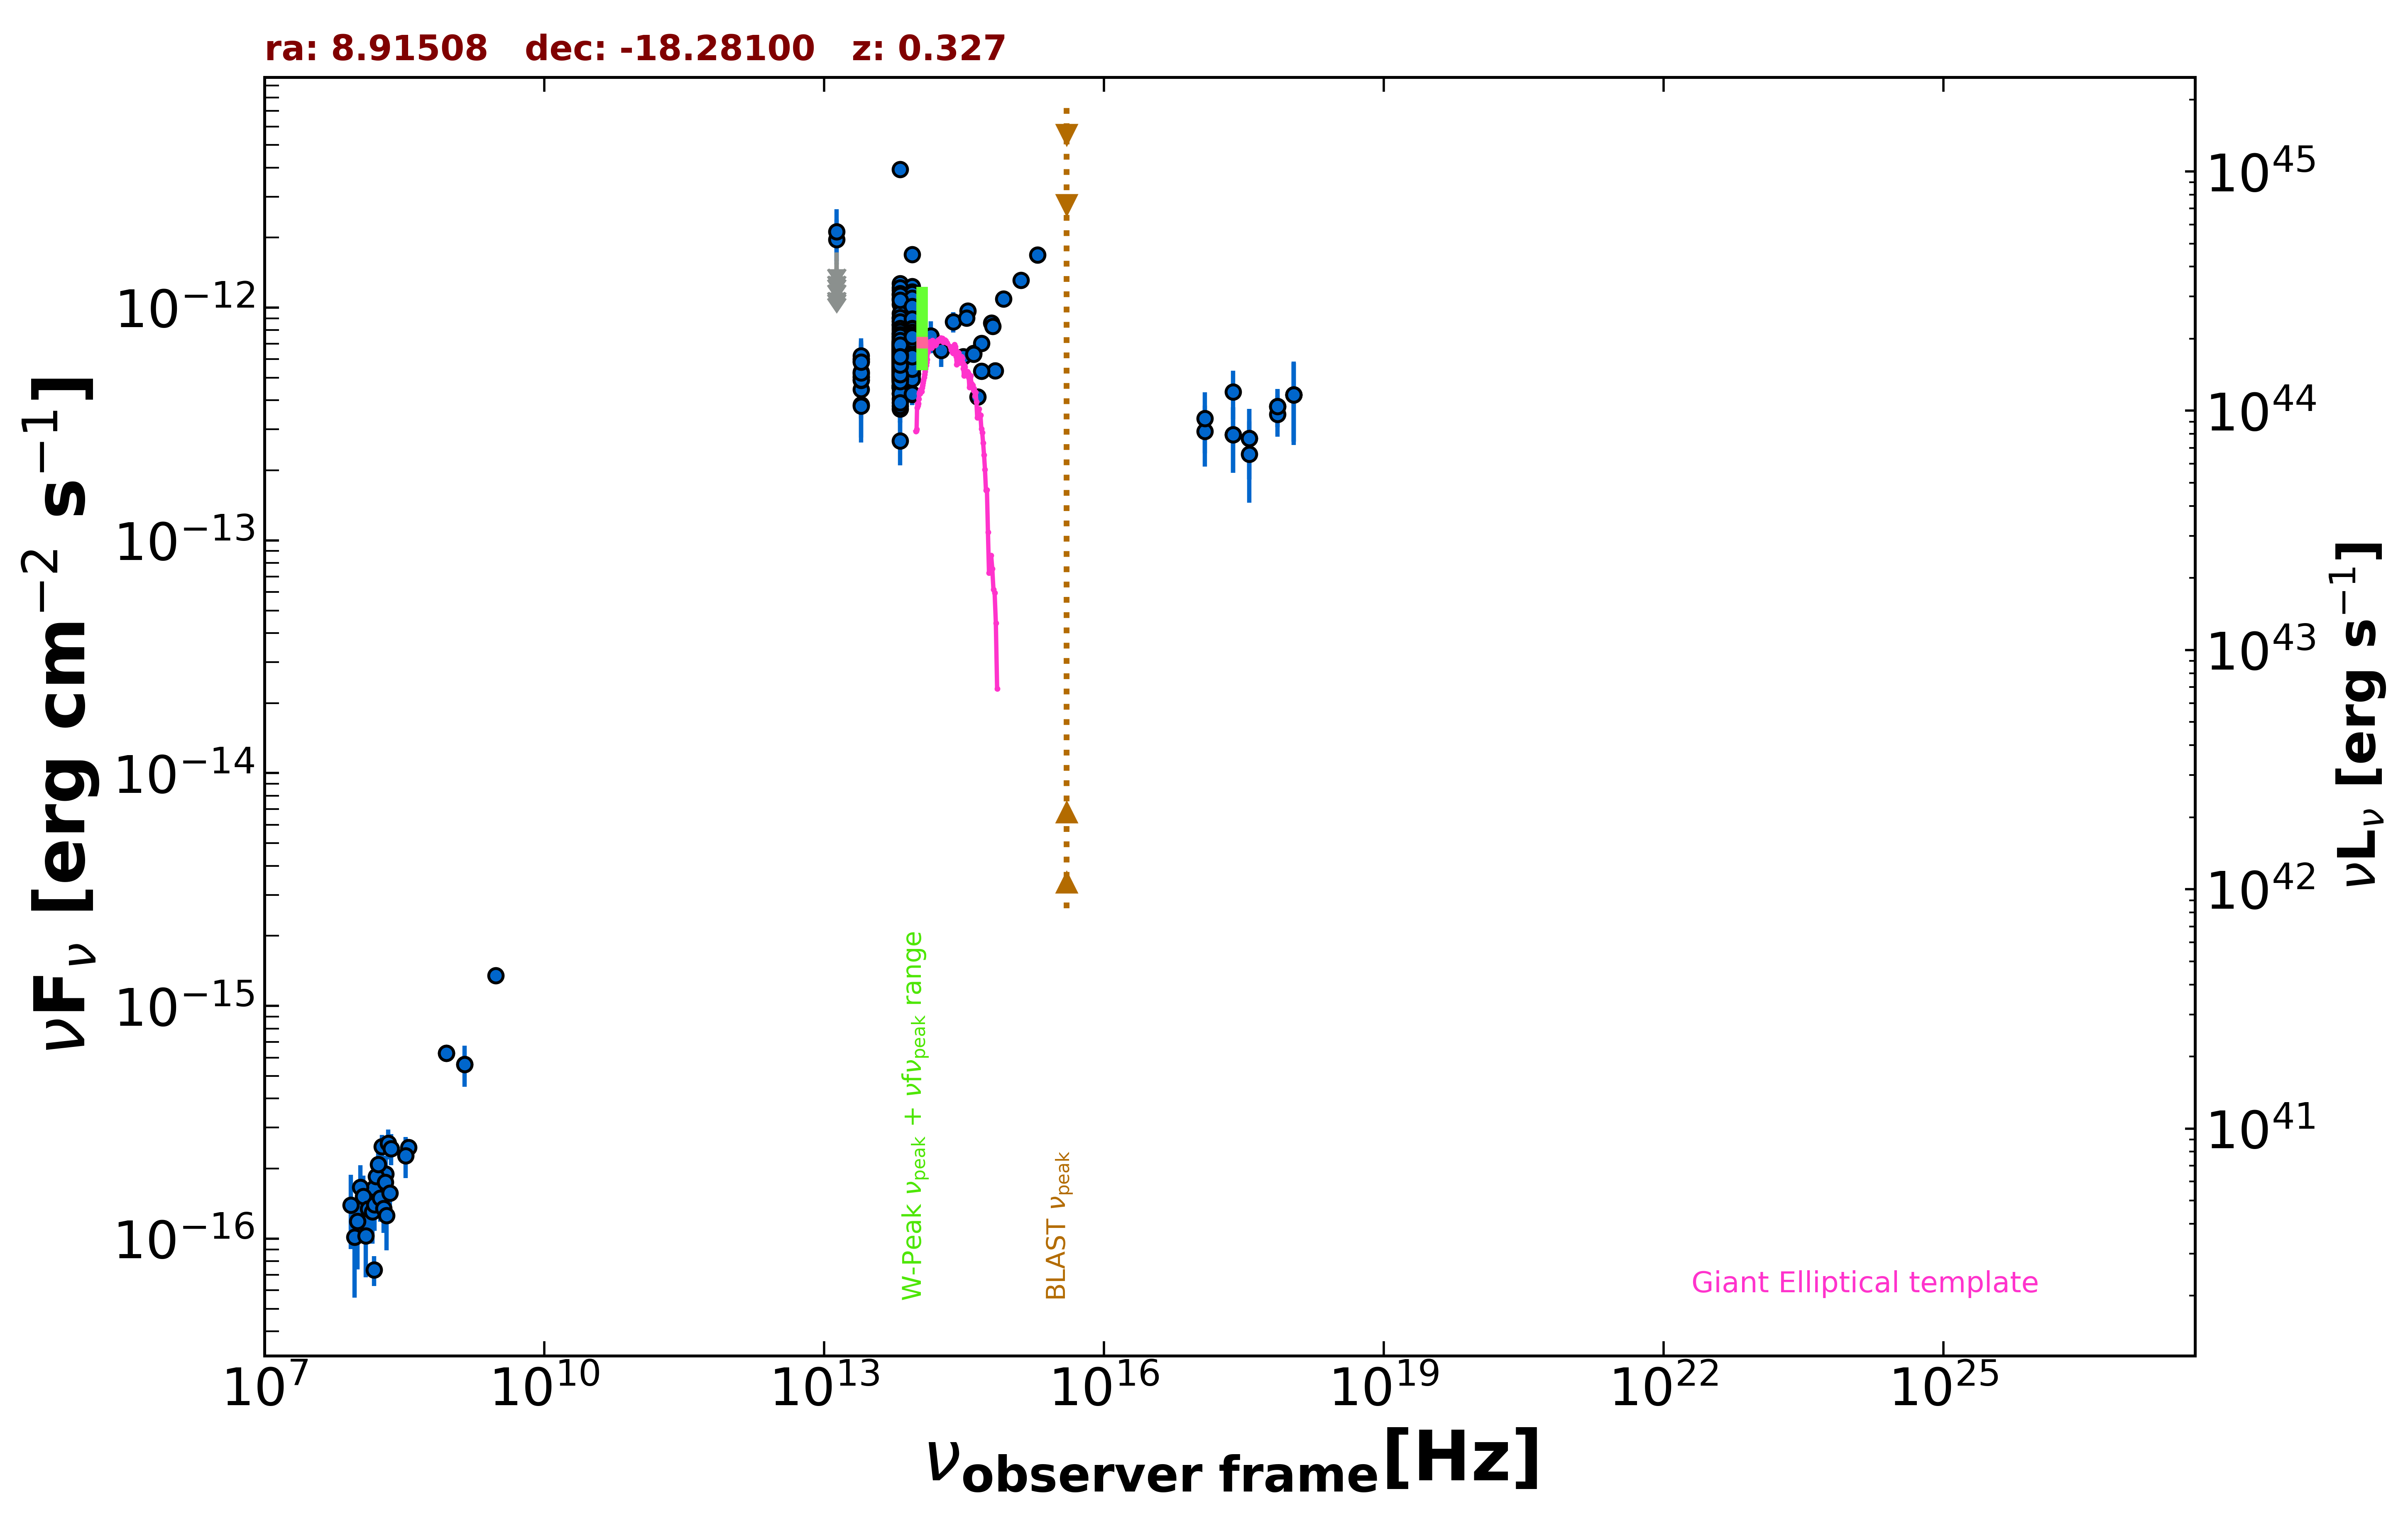 ra: 8.91508 dec: -18.28100 z: 0.327
10⁻¹²
10⁻¹³
10⁻¹⁴
10⁻¹⁵
10⁻¹⁶
νFν [erg cm⁻² s⁻¹]
10⁴⁵
10⁴⁴
10⁴³
10⁴²
10⁴¹
νLν [erg s⁻¹]
W-Peak νpeak + νfνpeak range
BLAST νpeak
Giant Elliptical template
10⁷ 10¹⁰ 10¹³ 10¹⁶ 10¹⁹ 10²² 10²⁵
νobserver frame[Hz]